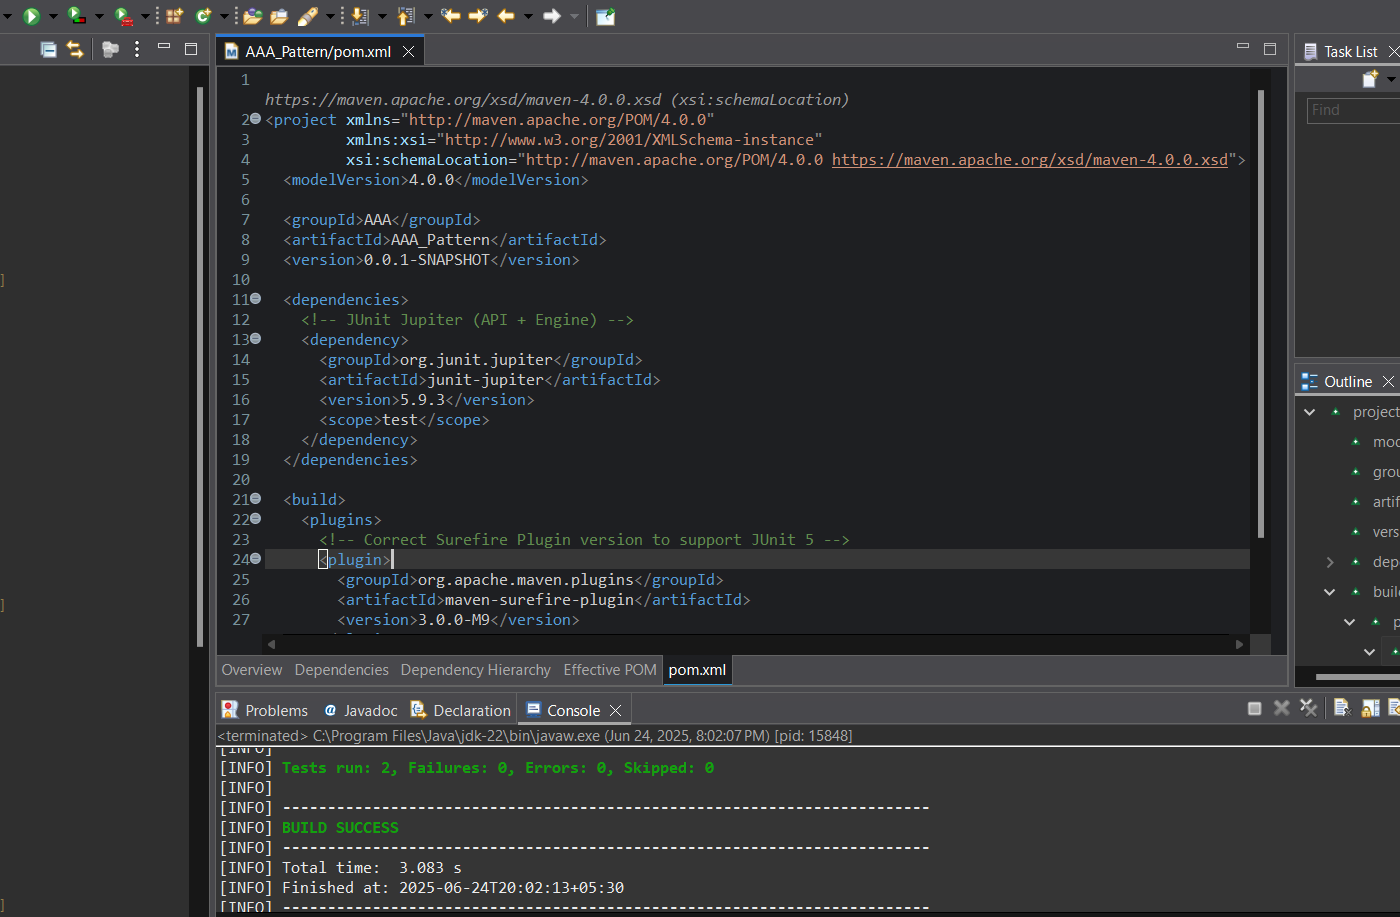 AAA_Pattern/pom.xml
Task List
Find
1
https://maven.apache.org/xsd/maven-4.0.0.xsd (xsi:schemaLocation)
2 <project xmlns="http://maven.apache.org/POM/4.0.0"
3 xmlns:xsi="http://www.w3.org/2001/XMLSchema-instance"
4 xsi:schemaLocation="http://maven.apache.org/POM/4.0.0 https://maven.apache.org/xsd/maven-4.0.0.xsd">
5 <modelVersion>4.0.0</modelVersion>
6
7 <groupId>AAA</groupId>
8 <artifactId>AAA_Pattern</artifactId>
9 <version>0.0.1-SNAPSHOT</version>
10
11 <dependencies>
12 <!-- JUnit Jupiter (API + Engine) -->
13 <dependency>
14 <groupId>org.junit.jupiter</groupId>
15 <artifactId>junit-jupiter</artifactId>
16 <version>5.9.3</version>
17 <scope>test</scope>
18 </dependency>
19 </dependencies>
20
21 <build>
22 <plugins>
23 <!-- Correct Surefire Plugin version to support JUnit 5 -->
24 <plugin>
25 <groupId>org.apache.maven.plugins</groupId>
26 <artifactId>maven-surefire-plugin</artifactId>
27 <version>3.0.0-M9</version>
]
]
]
Outline
project
mod
grou
artif
vers
dep
build
p
Overview Dependencies Dependency Hierarchy Effective POM pom.xml
Problems Javadoc Declaration Console
<terminated> C:\Program Files\Java\jdk-22\bin\javaw.exe (Jun 24, 2025, 8:02:07 PM) [pid: 15848]
[INFO]
[INFO] Tests run: 2, Failures: 0, Errors: 0, Skipped: 0
[INFO]
[INFO] ------------------------------------------------------------------------
[INFO] BUILD SUCCESS
[INFO] ------------------------------------------------------------------------
[INFO] Total time:  3.083 s
[INFO] Finished at: 2025-06-24T20:02:13+05:30
[INFO] ------------------------------------------------------------------------